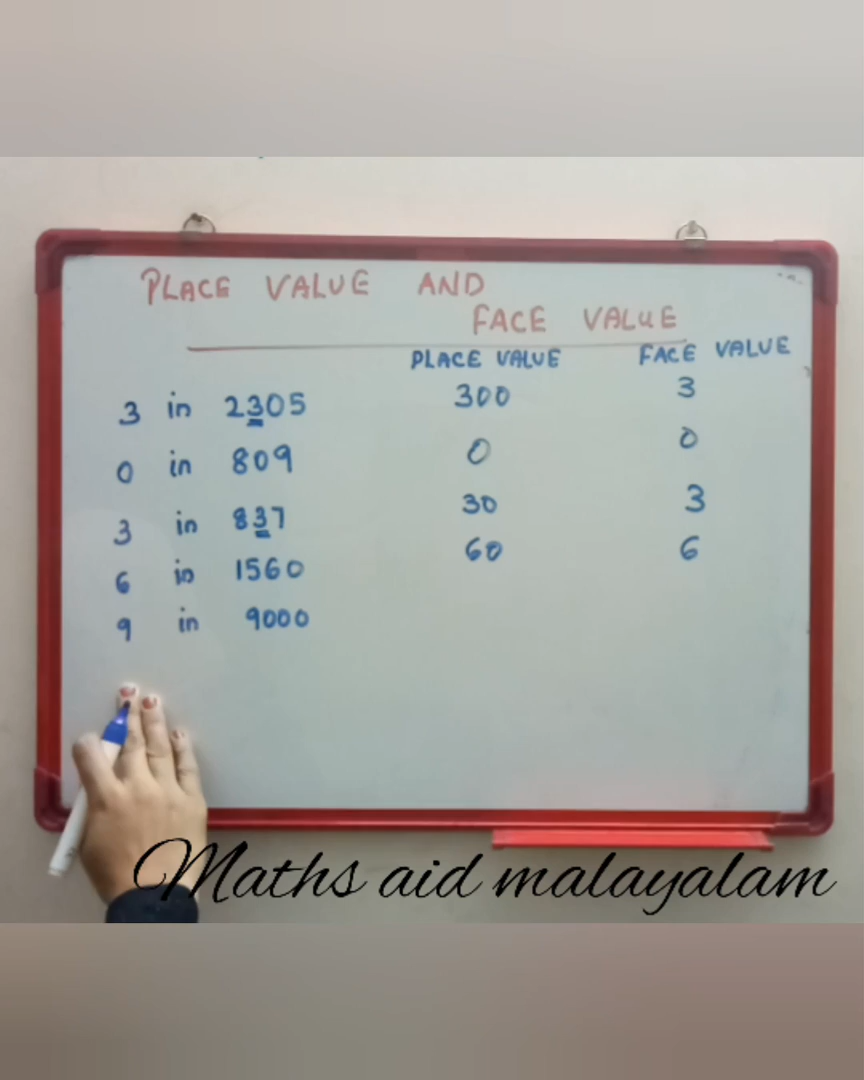 PLACE VALUE AND
FACE VALUE
PLACE VALUE FACE VALUE
3 in 2305 300 3
0 in 809 0 0
3 in 837 30 3
6 in 1560 60 6
9 in 9000
Maths aid malayalam